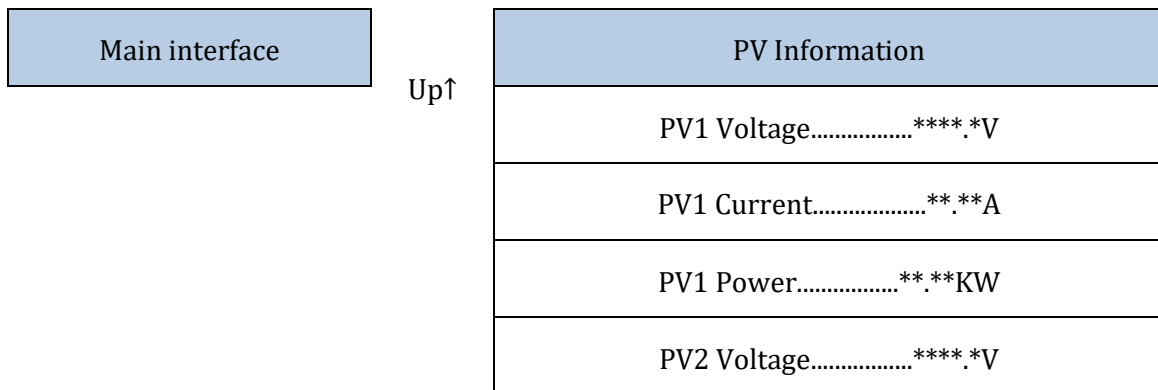 Main interface
Up↑
PV Information
PV1 Voltage.................****.*V
PV1 Current...................**.**A
PV1 Power.................**.**KW
PV2 Voltage.................****.*V